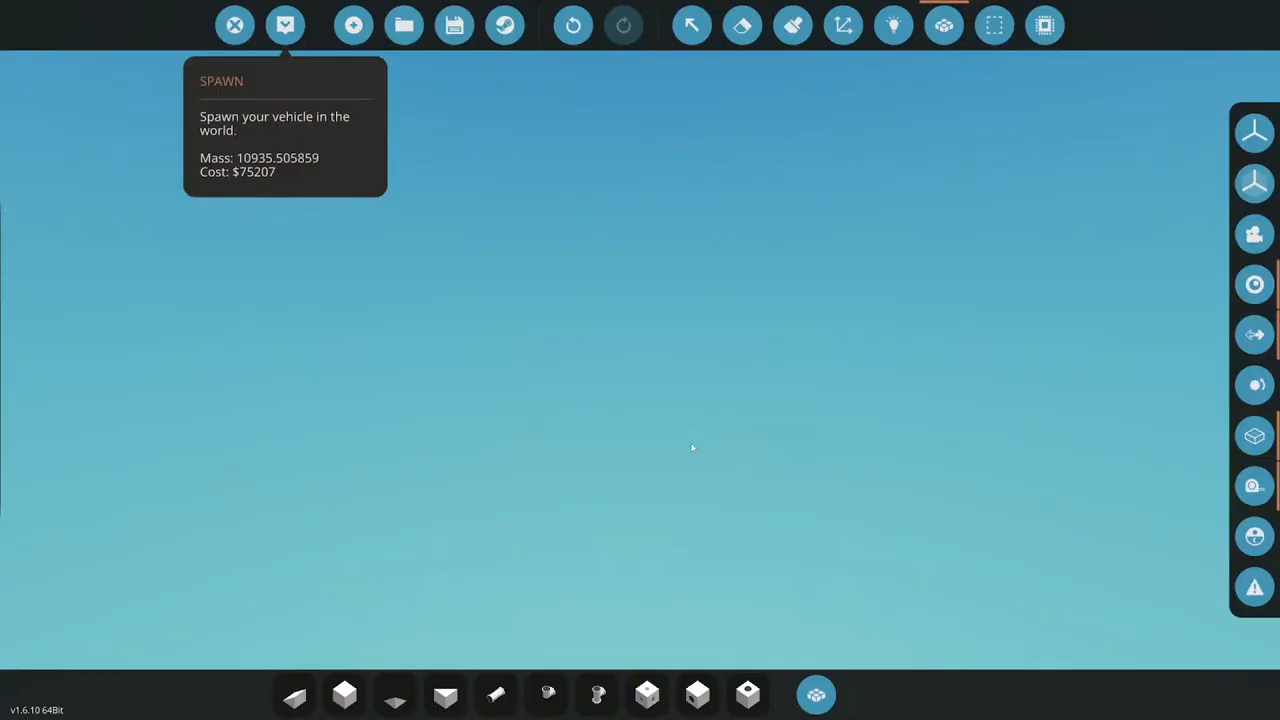 SPAWN
Spawn your vehicle in the
world.
Mass: 10935.505859
Cost: $75207
v1.6.10 64Bit